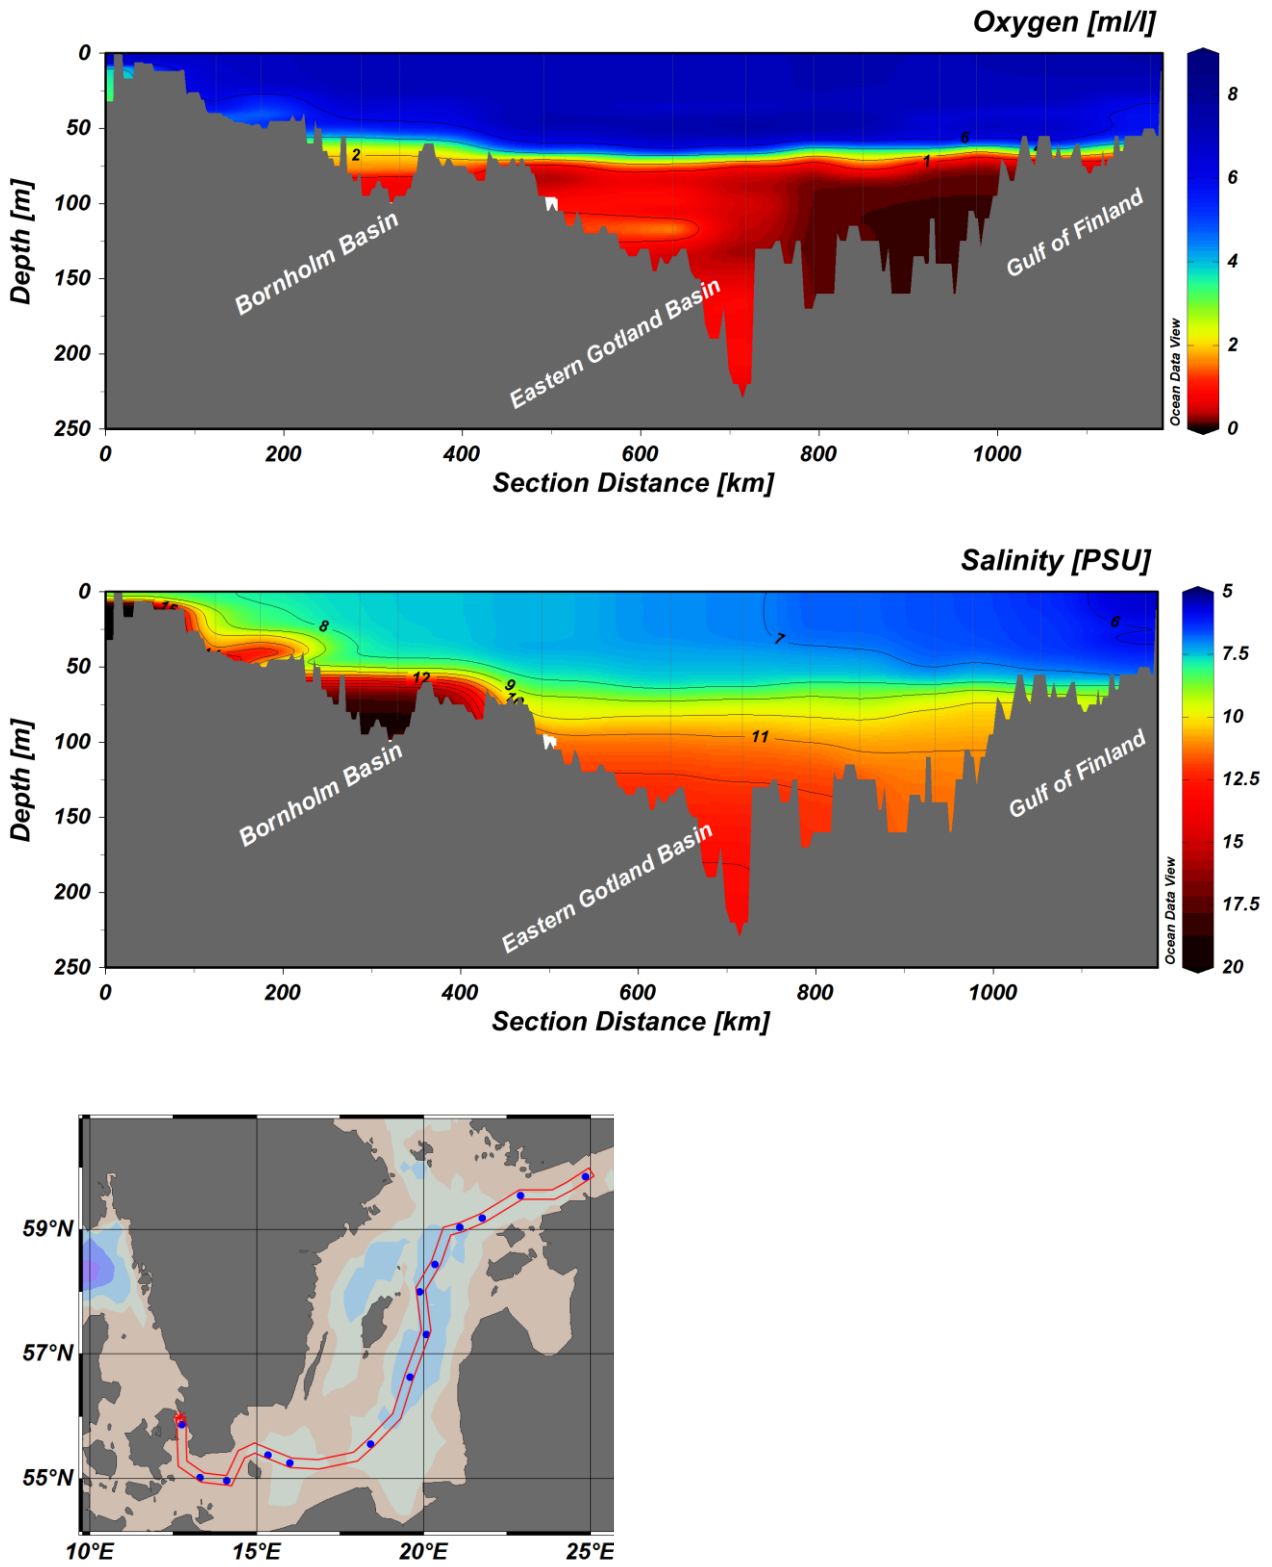 Oxygen [ml/l]
0
50
100
150
200
250
Depth [m]
2
6
1
Bornholm Basin
Eastern Gotland Basin
Gulf of Finland
Ocean Data View
8
6
4
2
0
0
200
400
600
800
1000
Section Distance [km]
Salinity [PSU]
0
50
100
150
200
250
Depth [m]
15
8
12
9
10
7
6
11
Bornholm Basin
Eastern Gotland Basin
Gulf of Finland
Ocean Data View
5
7.5
10
12.5
15
17.5
20
0
200
400
600
800
1000
Section Distance [km]
59°N
57°N
55°N
10°E
15°E
20°E
25°E